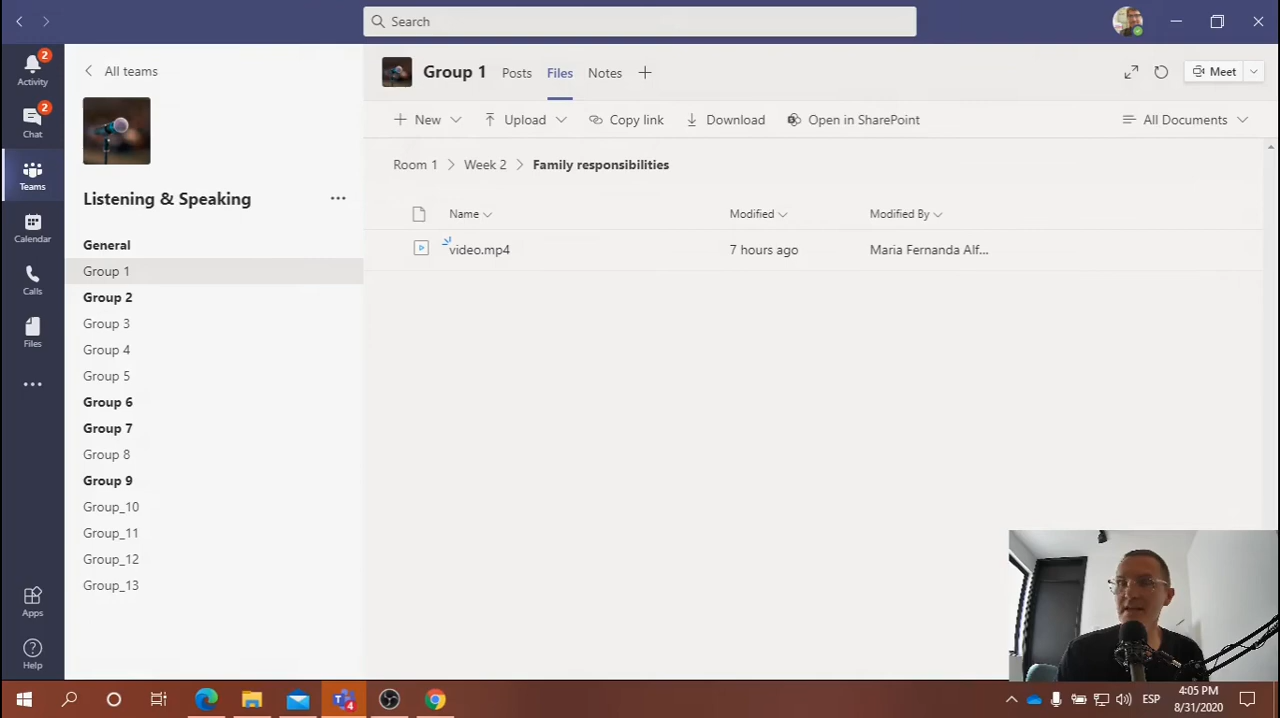 Search
2
Activity
2
Chat
Teams
Calendar
Calls
Files
Apps
Help
All teams
Listening & Speaking
General
Group 1
Group 2
Group 3
Group 4
Group 5
Group 6
Group 7
Group 8
Group 9
Group_10
Group_11
Group_12
Group_13
Group 1 Posts Files Notes
Meet
New Upload Copy link Download Open in SharePoint All Documents
Room 1 > Week 2 > Family responsibilities
Name Modified Modified By
video.mp4 7 hours ago Maria Fernanda Alf...
4
ESP
4:05 PM
8/31/2020